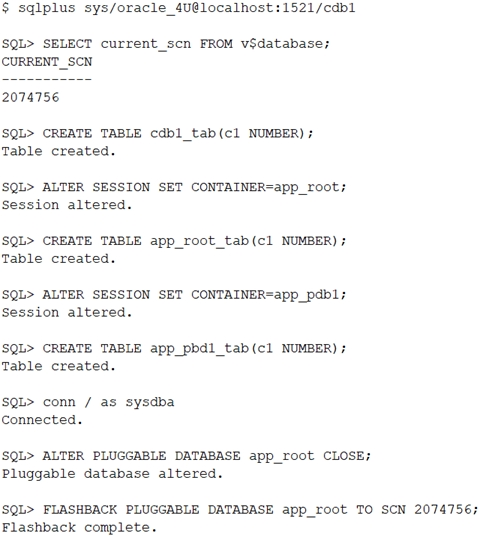 $ sqlplus sys/oracle_4U@localhost:1521/cdb1
SQL> SELECT current_scn FROM v$database;
CURRENT_SCN
-----------
2074756
SQL> CREATE TABLE cdb1_tab(c1 NUMBER);
Table created.
SQL> ALTER SESSION SET CONTAINER=app_root;
Session altered.
SQL> CREATE TABLE app_root_tab(c1 NUMBER);
Table created.
SQL> ALTER SESSION SET CONTAINER=app_pdb1;
Session altered.
SQL> CREATE TABLE app_pbd1_tab(c1 NUMBER);
Table created.
SQL> conn / as sysdba
Connected.
SQL> ALTER PLUGGABLE DATABASE app_root CLOSE;
Pluggable database altered.
SQL> FLASHBACK PLUGGABLE DATABASE app_root TO SCN 2074756;
Flashback complete.